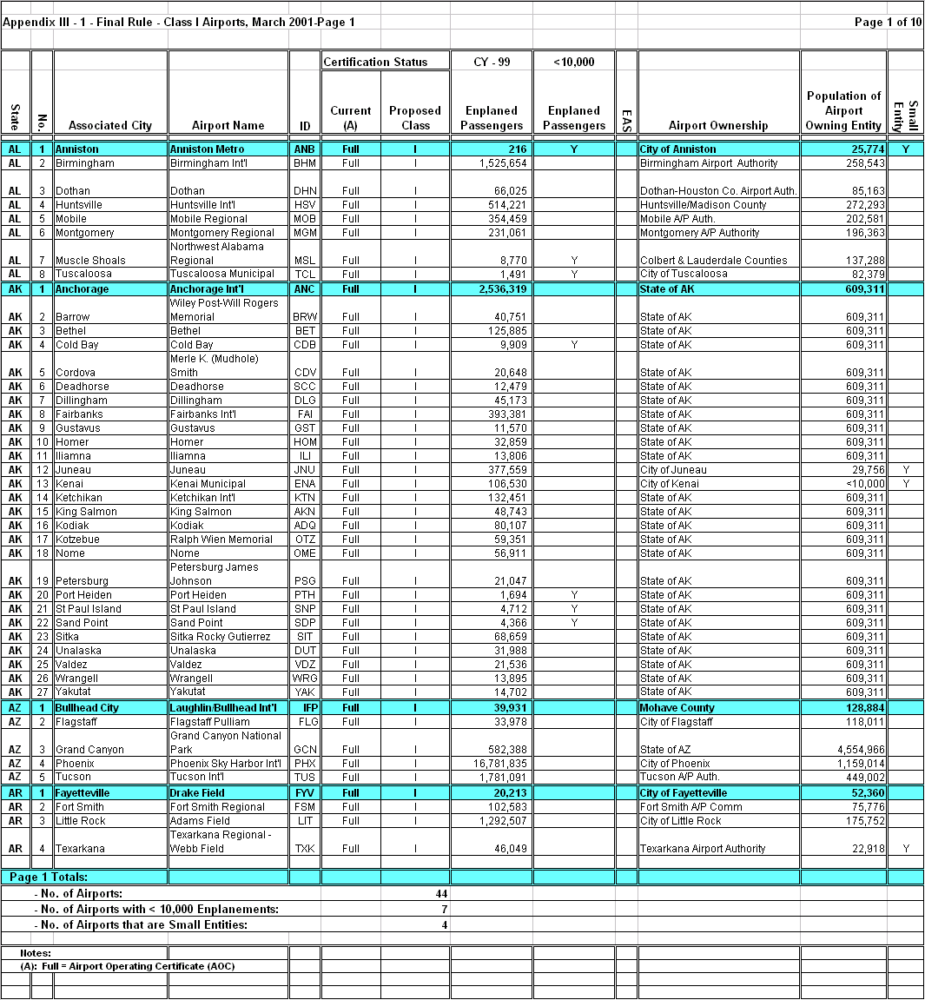 Appendix III - 1 - Final Rule - Class I Airports, March 2001-Page 1 Page 1 of 10
Certification Status CY - 99 <10,000
State No. Associated City Airport Name ID Current (A) Proposed Class Enplaned Passengers Enplaned Passengers EAS Airport Ownership Population of Airport Owning Entity Small Entity
AL 1 Anniston Anniston Metro ANB Full I 216 Y City of Anniston 25,774 Y
AL 2 Birmingham Birmingham Int'l BHM Full I 1,525,654 Birmingham Airport Authority 258,543
AL 3 Dothan Dothan DHN Full I 66,025 Dothan-Houston Co. Airport Auth. 85,163
AL 4 Huntsville Huntsville Int'l HSV Full I 514,221 Huntsville/Madison County 272,293
AL 5 Mobile Mobile Regional MOB Full I 354,459 Mobile A/P Auth. 202,581
AL 6 Montgomery Montgomery Regional MGM Full I 231,061 Montgomery A/P Authority 196,363
Northwest Alabama
AL 7 Muscle Shoals Regional MSL Full I 8,770 Y Colbert & Lauderdale Counties 137,288
AL 8 Tuscaloosa Tuscaloosa Municipal TCL Full I 1,491 Y City of Tuscaloosa 82,379
AK 1 Anchorage Anchorage Int'l ANC Full I 2,536,319 State of AK 609,311
Wiley Post-Will Rogers
AK 2 Barrow Memorial BRW Full I 40,751 State of AK 609,311
AK 3 Bethel Bethel BET Full I 125,885 State of AK 609,311
AK 4 Cold Bay Cold Bay CDB Full I 9,909 Y State of AK 609,311
Merle K. (Mudhole)
AK 5 Cordova Smith CDV Full I 20,648 State of AK 609,311
AK 6 Deadhorse Deadhorse SCC Full I 12,479 State of AK 609,311
AK 7 Dillingham Dillingham DLG Full I 45,173 State of AK 609,311
AK 8 Fairbanks Fairbanks Int'l FAI Full I 393,381 State of AK 609,311
AK 9 Gustavus Gustavus GST Full I 11,570 State of AK 609,311
AK 10 Homer Homer HOM Full I 32,859 State of AK 609,311
AK 11 Iliamna Iliamna ILI Full I 13,806 State of AK 609,311
AK 12 Juneau Juneau JNU Full I 377,559 City of Juneau 29,756 Y
AK 13 Kenai Kenai Municipal ENA Full I 106,530 City of Kenai <10,000 Y
AK 14 Ketchikan Ketchikan Int'l KTN Full I 132,451 State of AK 609,311
AK 15 King Salmon King Salmon AKN Full I 48,743 State of AK 609,311
AK 16 Kodiak Kodiak ADQ Full I 80,107 State of AK 609,311
AK 17 Kotzebue Ralph Wien Memorial OTZ Full I 59,351 State of AK 609,311
AK 18 Nome Nome OME Full I 56,911 State of AK 609,311
Petersburg James
AK 19 Petersburg Johnson PSG Full I 21,047 State of AK 609,311
AK 20 Port Heiden Port Heiden PTH Full I 1,694 Y State of AK 609,311
AK 21 St Paul Island St Paul Island SNP Full I 4,712 Y State of AK 609,311
AK 22 Sand Point Sand Point SDP Full I 4,366 Y State of AK 609,311
AK 23 Sitka Sitka Rocky Gutierrez SIT Full I 68,659 State of AK 609,311
AK 24 Unalaska Unalaska DUT Full I 31,988 State of AK 609,311
AK 25 Valdez Valdez VDZ Full I 21,536 State of AK 609,311
AK 26 Wrangell Wrangell WRG Full I 13,895 State of AK 609,311
AK 27 Yakutat Yakutat YAK Full I 14,702 State of AK 609,311
AZ 1 Bullhead City Laughlin/Bullhead Int'l IFP Full I 39,931 Mohave County 128,884
AZ 2 Flagstaff Flagstaff Pulliam FLG Full I 33,978 City of Flagstaff 118,011
Grand Canyon National
AZ 3 Grand Canyon Park GCN Full I 582,388 State of AZ 4,554,966
AZ 4 Phoenix Phoenix Sky Harbor Int'l PHX Full I 16,781,835 City of Phoenix 1,159,014
AZ 5 Tucson Tucson Int'l TUS Full I 1,781,091 Tucson A/P Auth. 449,002
AR 1 Fayetteville Drake Field FYV Full I 20,213 City of Fayetteville 52,360
AR 2 Fort Smith Fort Smith Regional FSM Full I 102,583 Fort Smith A/P Comm 75,776
AR 3 Little Rock Adams Field LIT Full I 1,292,507 City of Little Rock 175,752
Texarkana Regional -
AR 4 Texarkana Webb Field TXK Full I 46,049 Texarkana Airport Authority 22,918 Y
Page 1 Totals:
- No. of Airports: 44
- No. of Airports with < 10,000 Enplanements: 7
- No. of Airports that are Small Entities: 4
Notes:
(A): Full = Airport Operating Certificate (AOC)